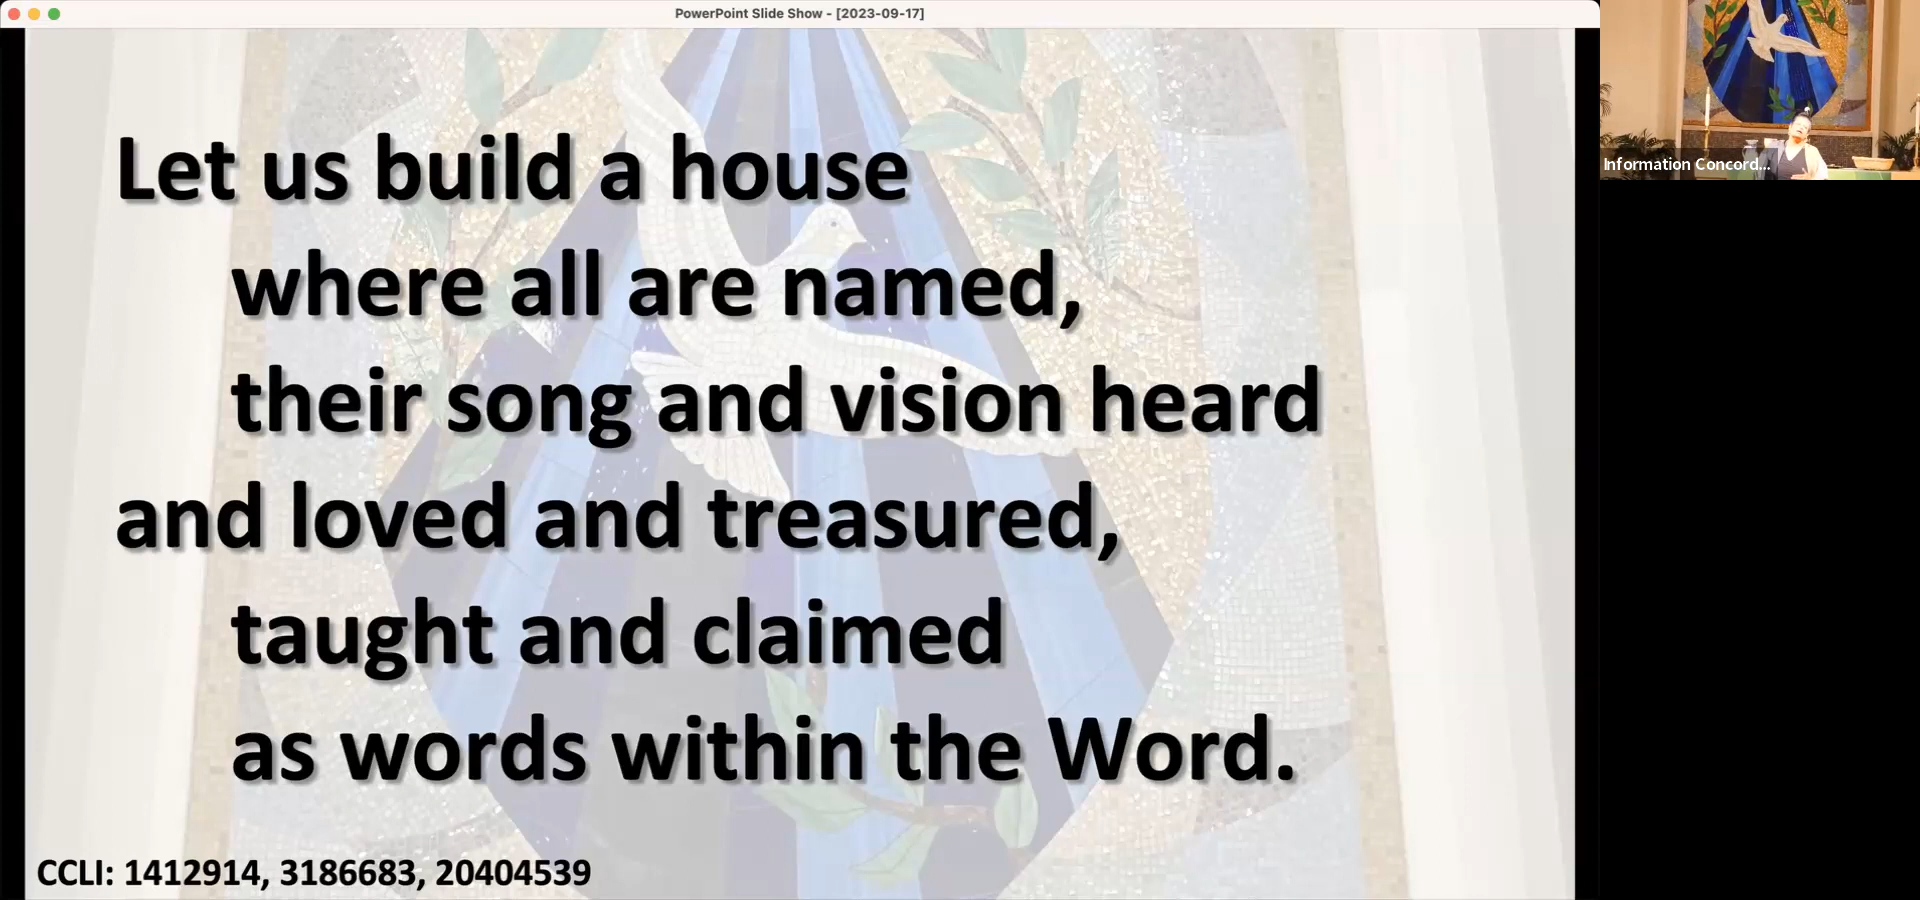 PowerPoint Slide Show - [2023-09-17]
Let us build a house
where all are named,
their song and vision heard
and loved and treasured,
taught and claimed
as words within the Word.
CCLI: 1412914, 3186683, 20404539
Information Concord...